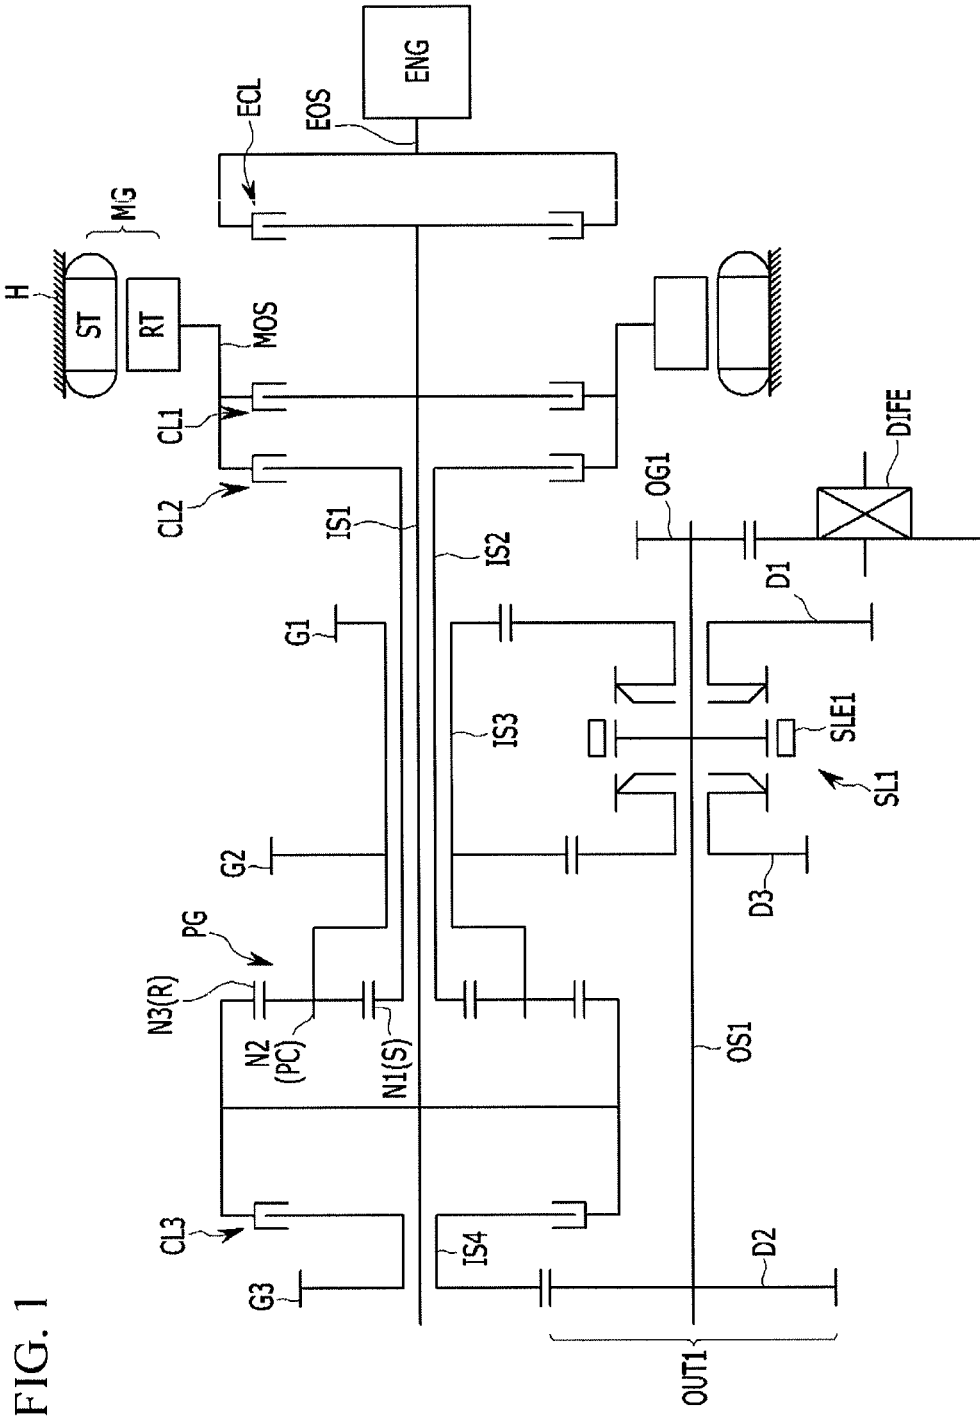 FIG. 1
ENG
EOS
ECL
MG
H
ST
RT
MOS
CL1
CL2
IS1
IS2
OG1
DIFE
G1
D1
IS3
SLE1
SL1
G2
D3
PG
N3(R)
N2
(PC)
N1(S)
OS1
CL3
IS4
G3
D2
OUT1